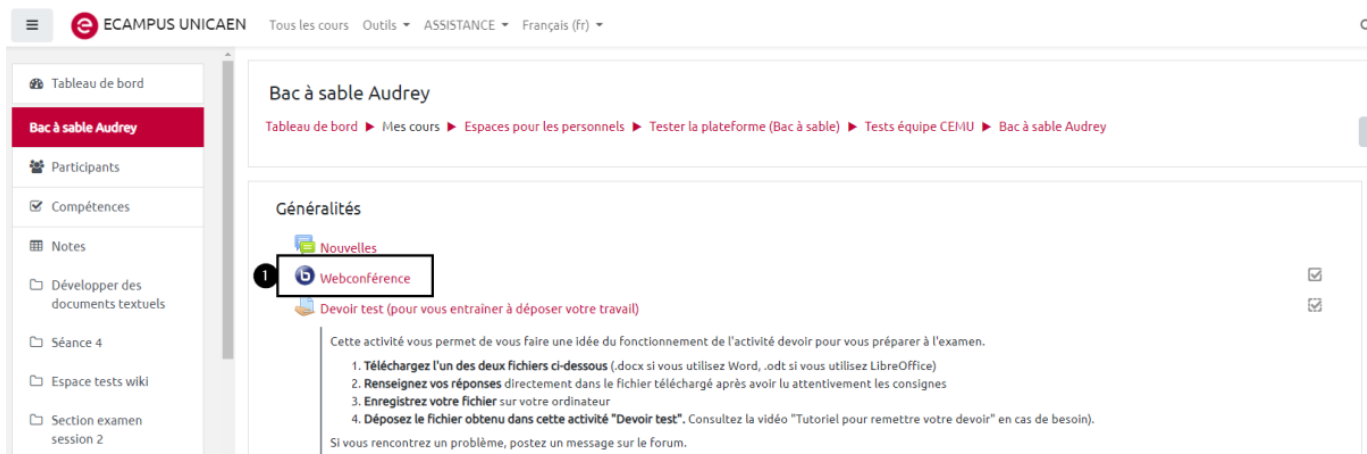 ECAMPUS UNICAEN Tous les cours Outils ASSISTANCE Français (fr)
Tableau de bord
Bac à sable Audrey
Participants
Compétences
Notes
Développer des
documents textuels
Séance 4
Espace tests wiki
Section examen
session 2
Bac à sable Audrey
Tableau de bord ▶ Mes cours ▶ Espaces pour les personnels ▶ Tester la plateforme (Bac à sable) ▶ Tests équipe CEMU ▶ Bac à sable Audrey
Généralités
Nouvelles
1 Webconférence
Devoir test (pour vous entrainer à déposer votre travail)
Cette activité vous permet de vous faire une idée du fonctionnement de l'activité devoir pour vous préparer à l'examen.
1. Téléchargez l'un des deux fichiers ci-dessous (.docx si vous utilisez Word, .odt si vous utilisez LibreOffice)
2. Renseignez vos réponses directement dans le fichier téléchargé après avoir lu attentivement les consignes
3. Enregistrez votre fichier sur votre ordinateur
4. Déposez le fichier obtenu dans cette activité "Devoir test". Consultez la vidéo "Tutoriel pour remettre votre devoir" en cas de besoin).
Si vous rencontrez un problème, postez un message sur le forum.